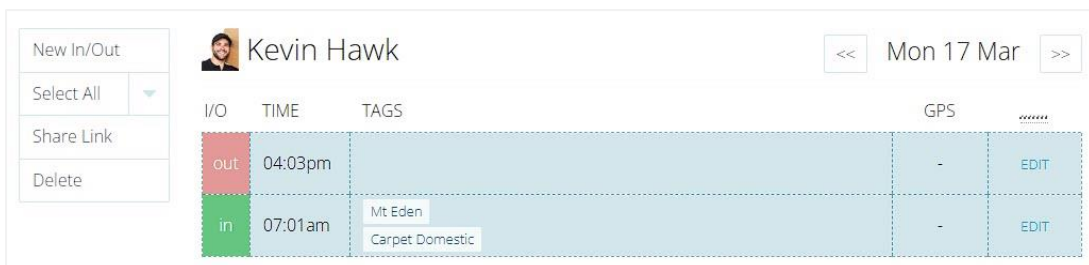 New In/Out
Select All
Share Link
Delete
Kevin Hawk
<< Mon 17 Mar >>
I/O TIME TAGS GPS
out 04:03pm - EDIT
in 07:01am Mt Eden - EDIT
Carpet Domestic